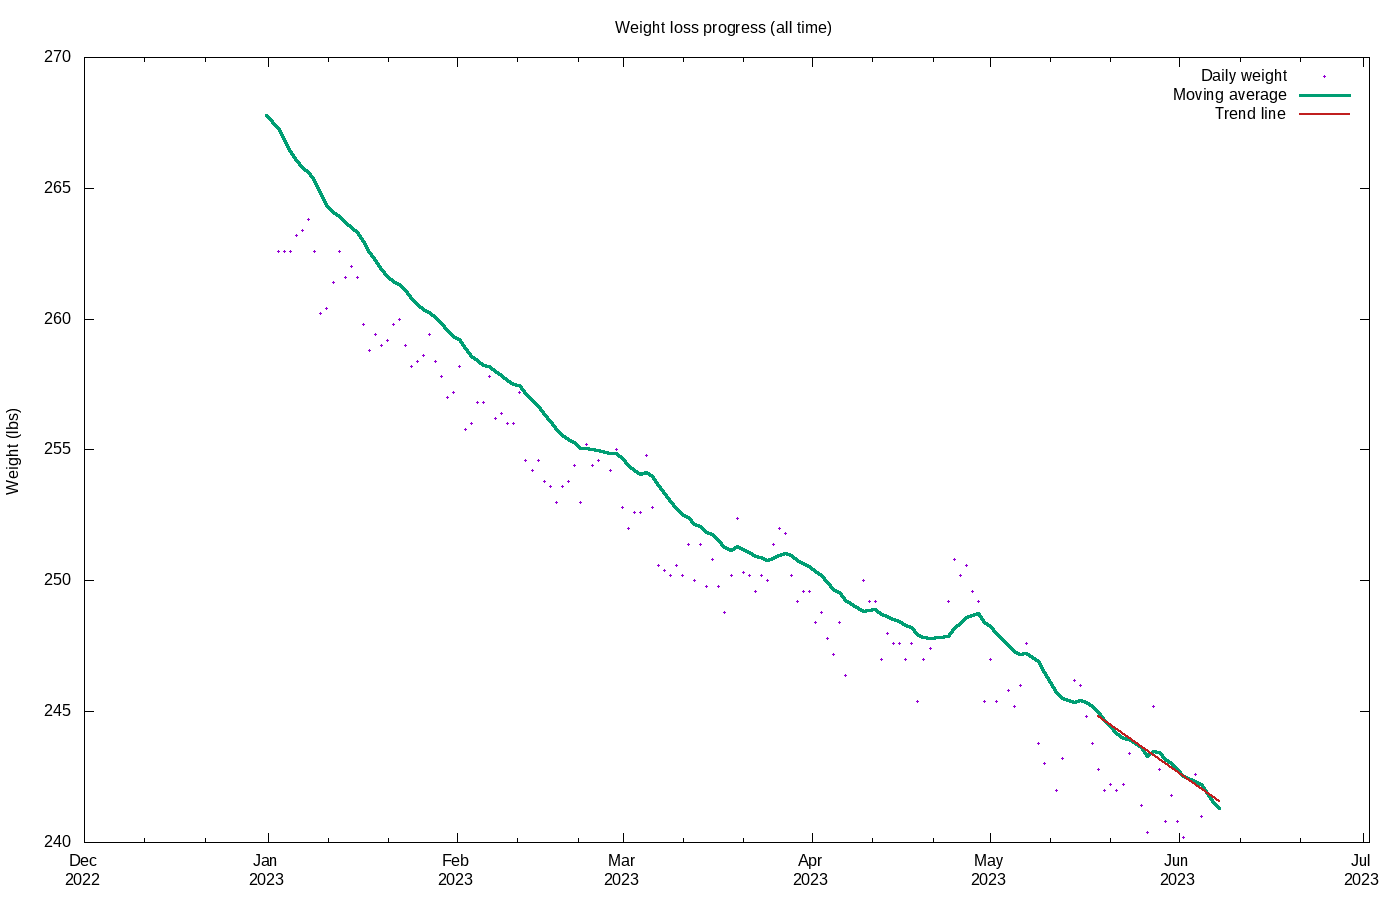 Weight loss progress (all time)
270
Daily weight
Moving average
Trend line
265
260
255
Weight (lbs)
250
245
240
Dec Jan Feb Mar Apr May Jun Jul
2022 2023 2023 2023 2023 2023 2023 2023